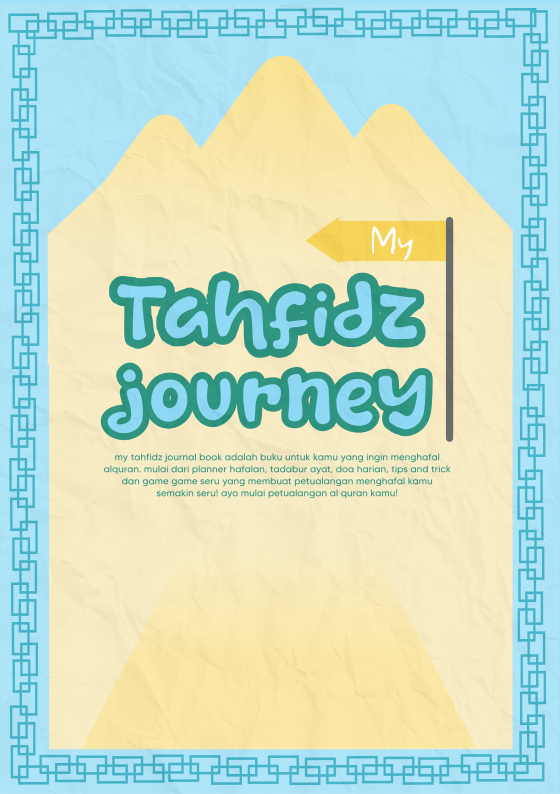 My
Tahfidz
journey
my tahfidz journal book adalah buku untuk kamu yang ingin menghafal
alquran. mulai dari planner hafalan, tadabur ayat, doa harian, tips and trick
dan game game seru yang membuat petualangan menghafal kamu
semakin seru! ayo mulai petualangan al quran kamu!